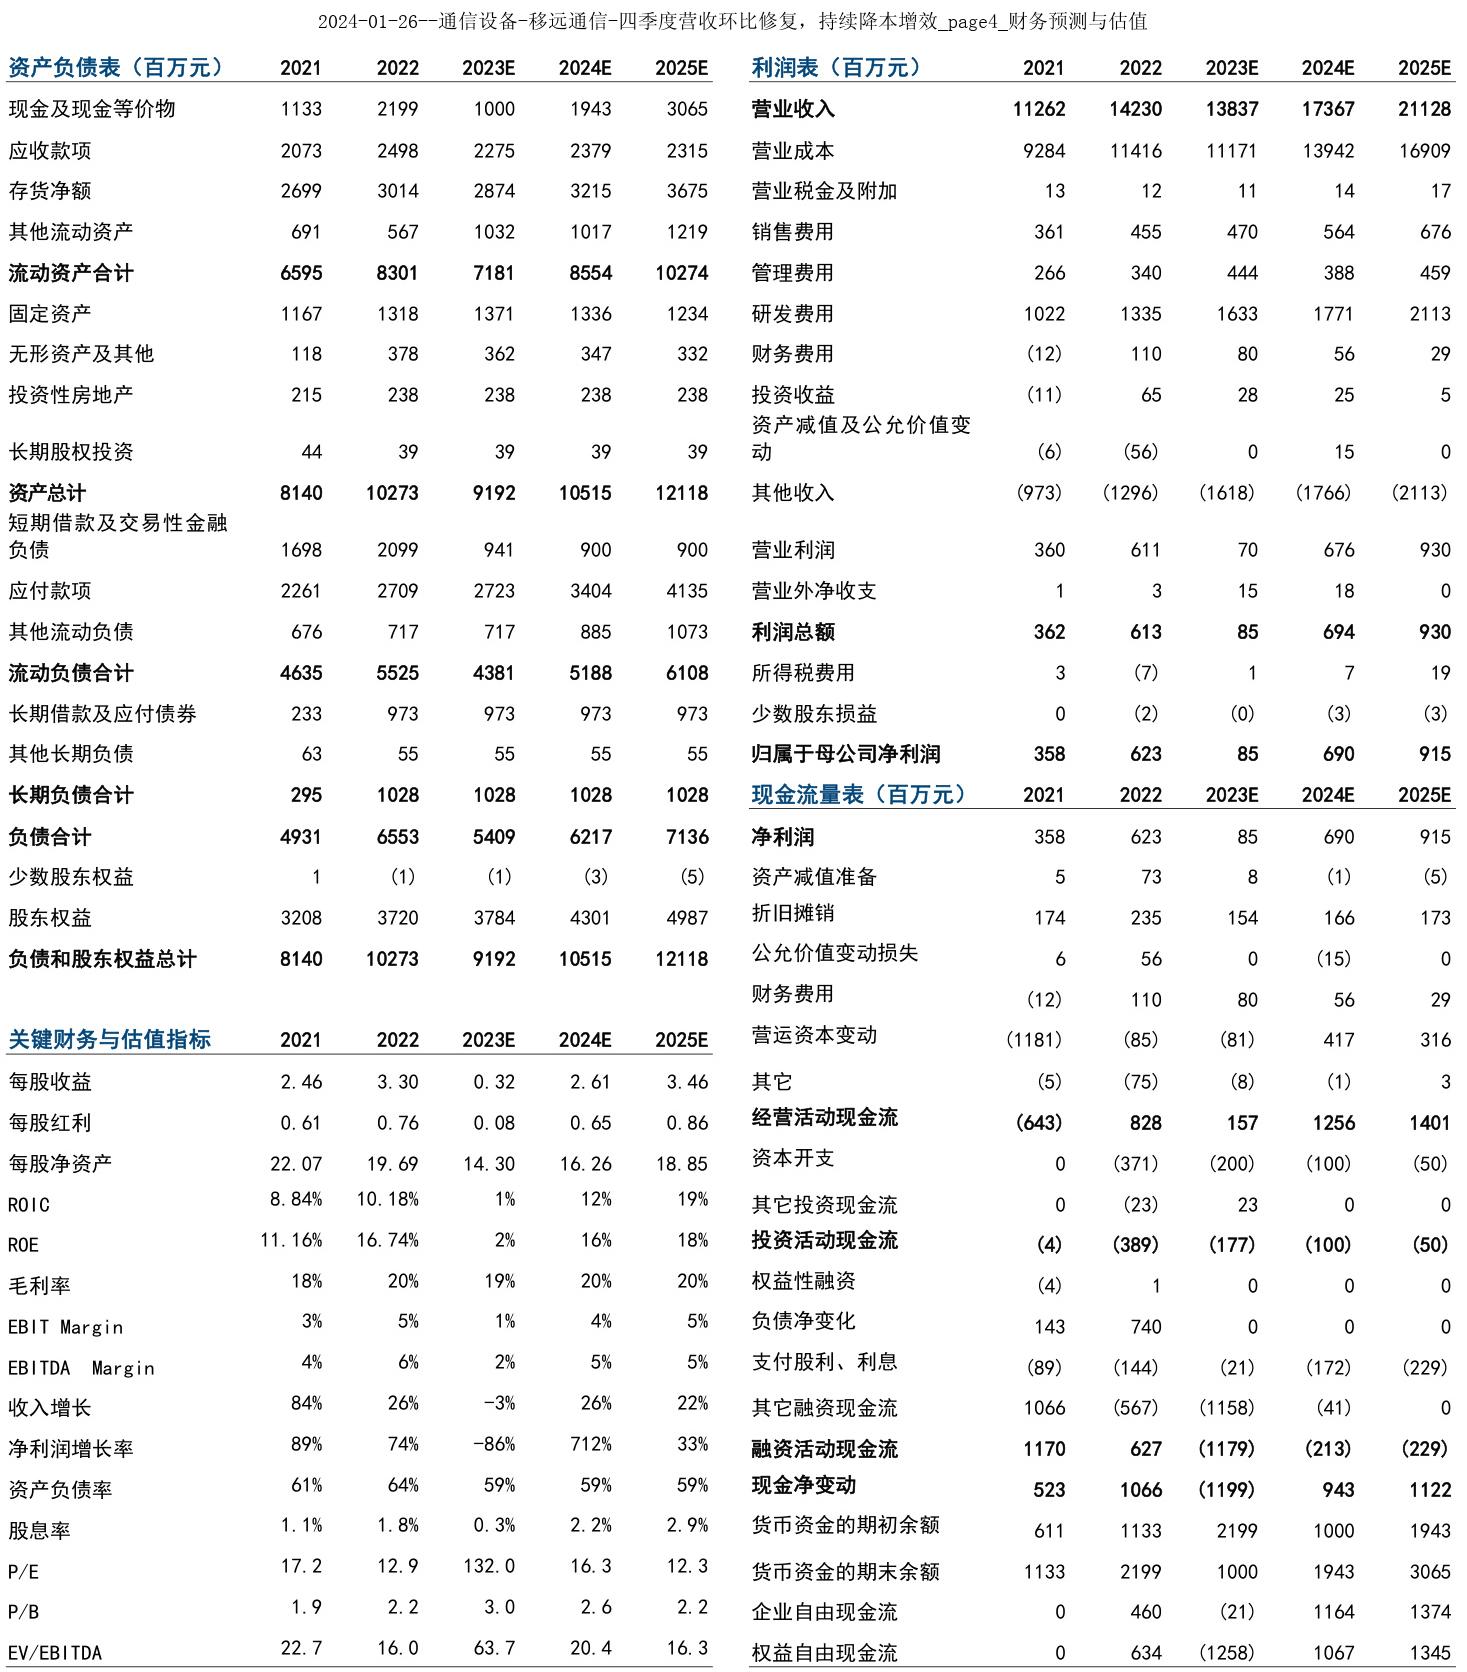 2024-01-26--通信设备-移远通信-四季度营收环比修复，持续降本增效_page4_财务预测与估值
资产负债表（百万元） 2021 2022 2023E 2024E 2025E
现金及现金等价物 1133 2199 1000 1943 3065
应收款项 2073 2498 2275 2379 2315
存货净额 2699 3014 2874 3215 3675
其他流动资产 691 567 1032 1017 1219
流动资产合计 6595 8301 7181 8554 10274
固定资产 1167 1318 1371 1336 1234
无形资产及其他 118 378 362 347 332
投资性房地产 215 238 238 238 238
长期股权投资 44 39 39 39 39
资产总计 8140 10273 9192 10515 12118
短期借款及交易性金融
负债 1698 2099 941 900 900
应付款项 2261 2709 2723 3404 4135
其他流动负债 676 717 717 885 1073
流动负债合计 4635 5525 4381 5188 6108
长期借款及应付债券 233 973 973 973 973
其他长期负债 63 55 55 55 55
长期负债合计 295 1028 1028 1028 1028
负债合计 4931 6553 5409 6217 7136
少数股东权益 1 (1) (1) (3) (5)
股东权益 3208 3720 3784 4301 4987
负债和股东权益总计 8140 10273 9192 10515 12118
关键财务与估值指标 2021 2022 2023E 2024E 2025E
每股收益 2.46 3.30 0.32 2.61 3.46
每股红利 0.61 0.76 0.08 0.65 0.86
每股净资产 22.07 19.69 14.30 16.26 18.85
ROIC 8.84% 10.18% 1% 12% 19%
ROE 11.16% 16.74% 2% 16% 18%
毛利率 18% 20% 19% 20% 20%
EBIT Margin 3% 5% 1% 4% 5%
EBITDA Margin 4% 6% 2% 5% 5%
收入增长 84% 26% -3% 26% 22%
净利润增长率 89% 74% -86% 712% 33%
资产负债率 61% 64% 59% 59% 59%
股息率 1.1% 1.8% 0.3% 2.2% 2.9%
P/E 17.2 12.9 132.0 16.3 12.3
P/B 1.9 2.2 3.0 2.6 2.2
EV/EBITDA 22.7 16.0 63.7 20.4 16.3
利润表（百万元） 2021 2022 2023E 2024E 2025E
营业收入 11262 14230 13837 17367 21128
营业成本 9284 11416 11171 13942 16909
营业税金及附加 13 12 11 14 17
销售费用 361 455 470 564 676
管理费用 266 340 444 388 459
研发费用 1022 1335 1633 1771 2113
财务费用 (12) 110 80 56 29
投资收益 (11) 65 28 25 5
资产减值及公允价值变
动 (6) (56) 0 15 0
其他收入 (973) (1296) (1618) (1766) (2113)
营业利润 360 611 70 676 930
营业外净收支 1 3 15 18 0
利润总额 362 613 85 694 930
所得税费用 3 (7) 1 7 19
少数股东损益 0 (2) (0) (3) (3)
归属于母公司净利润 358 623 85 690 915
现金流量表（百万元） 2021 2022 2023E 2024E 2025E
净利润 358 623 85 690 915
资产减值准备 5 73 8 (1) (5)
折旧摊销 174 235 154 166 173
公允价值变动损失 6 56 0 (15) 0
财务费用 (12) 110 80 56 29
营运资本变动 (1181) (85) (81) 417 316
其它 (5) (75) (8) (1) 3
经营活动现金流 (643) 828 157 1256 1401
资本开支 0 (371) (200) (100) (50)
其它投资现金流 0 (23) 23 0 0
投资活动现金流 (4) (389) (177) (100) (50)
权益性融资 (4) 1 0 0 0
负债净变化 143 740 0 0 0
支付股利、利息 (89) (144) (21) (172) (229)
其它融资现金流 1066 (567) (1158) (41) 0
融资活动现金流 1170 627 (1179) (213) (229)
现金净变动 523 1066 (1199) 943 1122
货币资金的期初余额 611 1133 2199 1000 1943
货币资金的期末余额 1133 2199 1000 1943 3065
企业自由现金流 0 460 (21) 1164 1374
权益自由现金流 0 634 (1258) 1067 1345